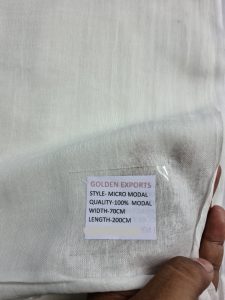 GOLDEN EXPORTS
STYLE- MICRO MODAL
QUALITY-100% MODAL
WIDTH-70CM
LENGTH-200CM